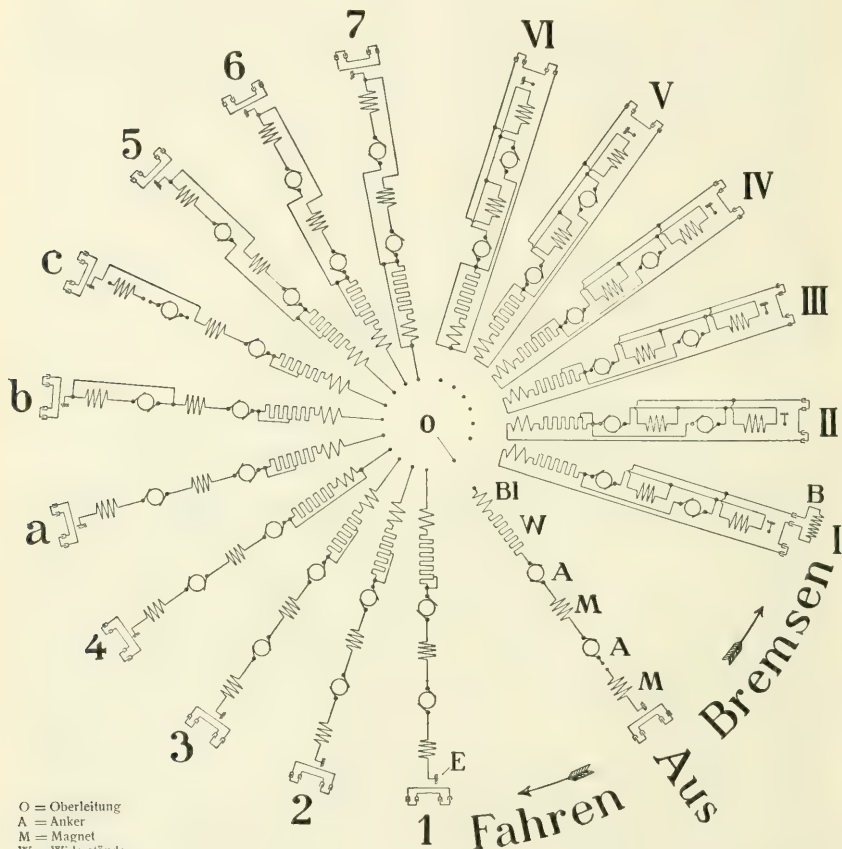 7
VI
6
V
5
IV
c
III
b
O
II
a
Bl
B
W
I
A
4
M
A
3
M
Bremsen
E
2
Aus
1
Fahren
O = Oberleitung
A = Anker
M = Magnet